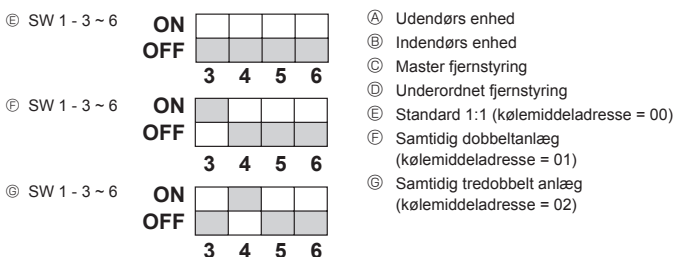 Ⓔ SW 1 - 3 ~ 6
ON
OFF
3 4 5 6
Ⓕ SW 1 - 3 ~ 6
ON
OFF
3 4 5 6
Ⓖ SW 1 - 3 ~ 6
ON
OFF
3 4 5 6
Ⓐ Udendørs enhed
Ⓑ Indendørs enhed
Ⓒ Master fjernstyring
Ⓓ Underordnet fjernstyring
Ⓔ Standard 1:1 (kølemiddeladresse = 00)
Ⓕ Samtidig dobbeltanlæg
(kølemiddeladresse = 01)
Ⓖ Samtidig tredobbelt anlæg
(kølemiddeladresse = 02)